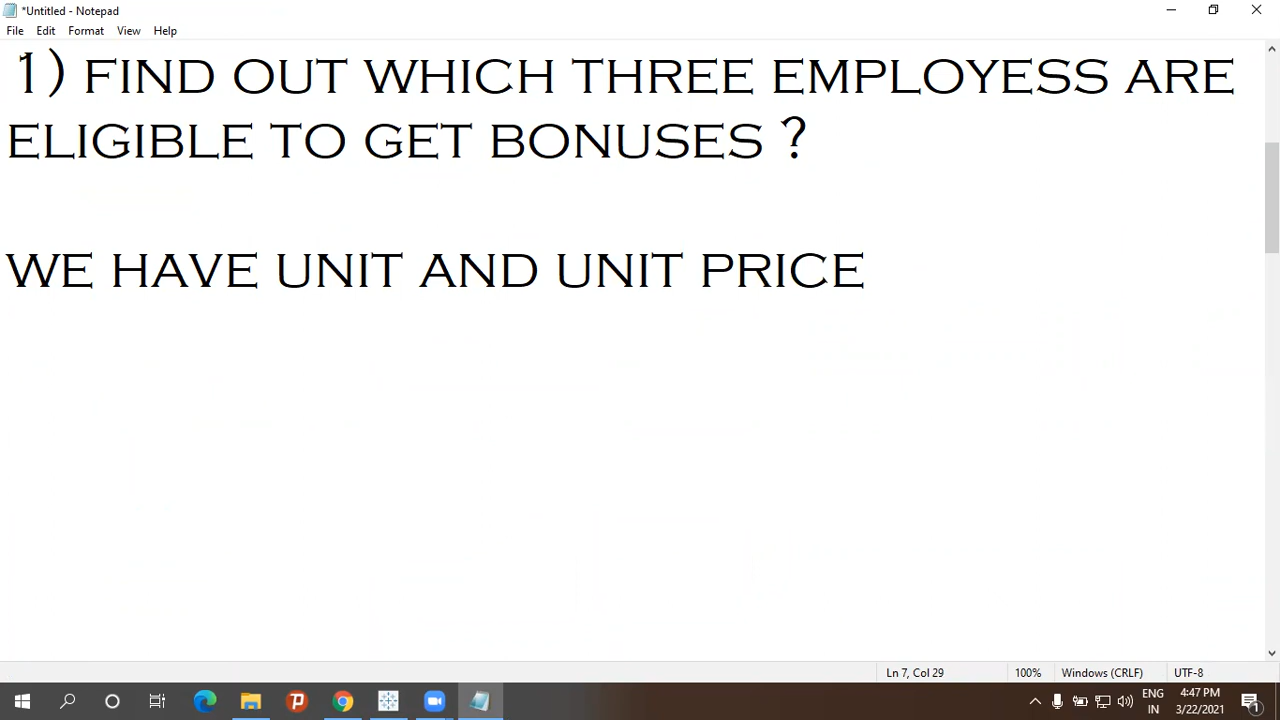 *Untitled - Notepad
File Edit Format View Help
1) FIND OUT WHICH THREE EMPLOYESS ARE
ELIGIBLE TO GET BONUSES ?
WE HAVE UNIT AND UNIT PRICE
Ln 7, Col 29 100% Windows (CRLF) UTF-8
ENG 4:47 PM
IN 3/22/2021 1